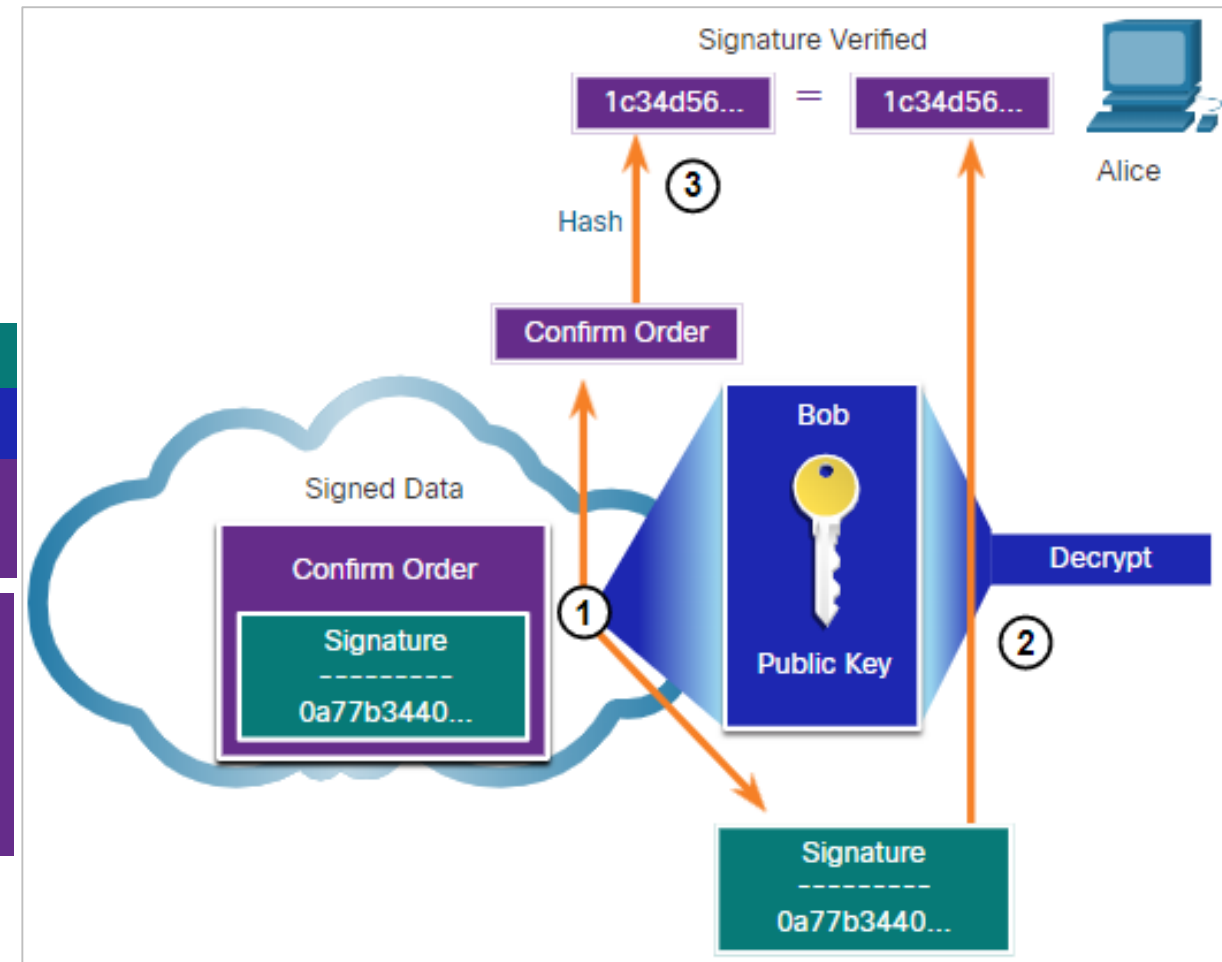 Signature Verified
1c34d56...
=
1c34d56...
Alice
3
Hash
Confirm Order
Bob
Signed Data
Confirm Order
Decrypt
1
Signature
---------
0a77b3440...
2
Public Key
Signature
---------
0a77b3440...